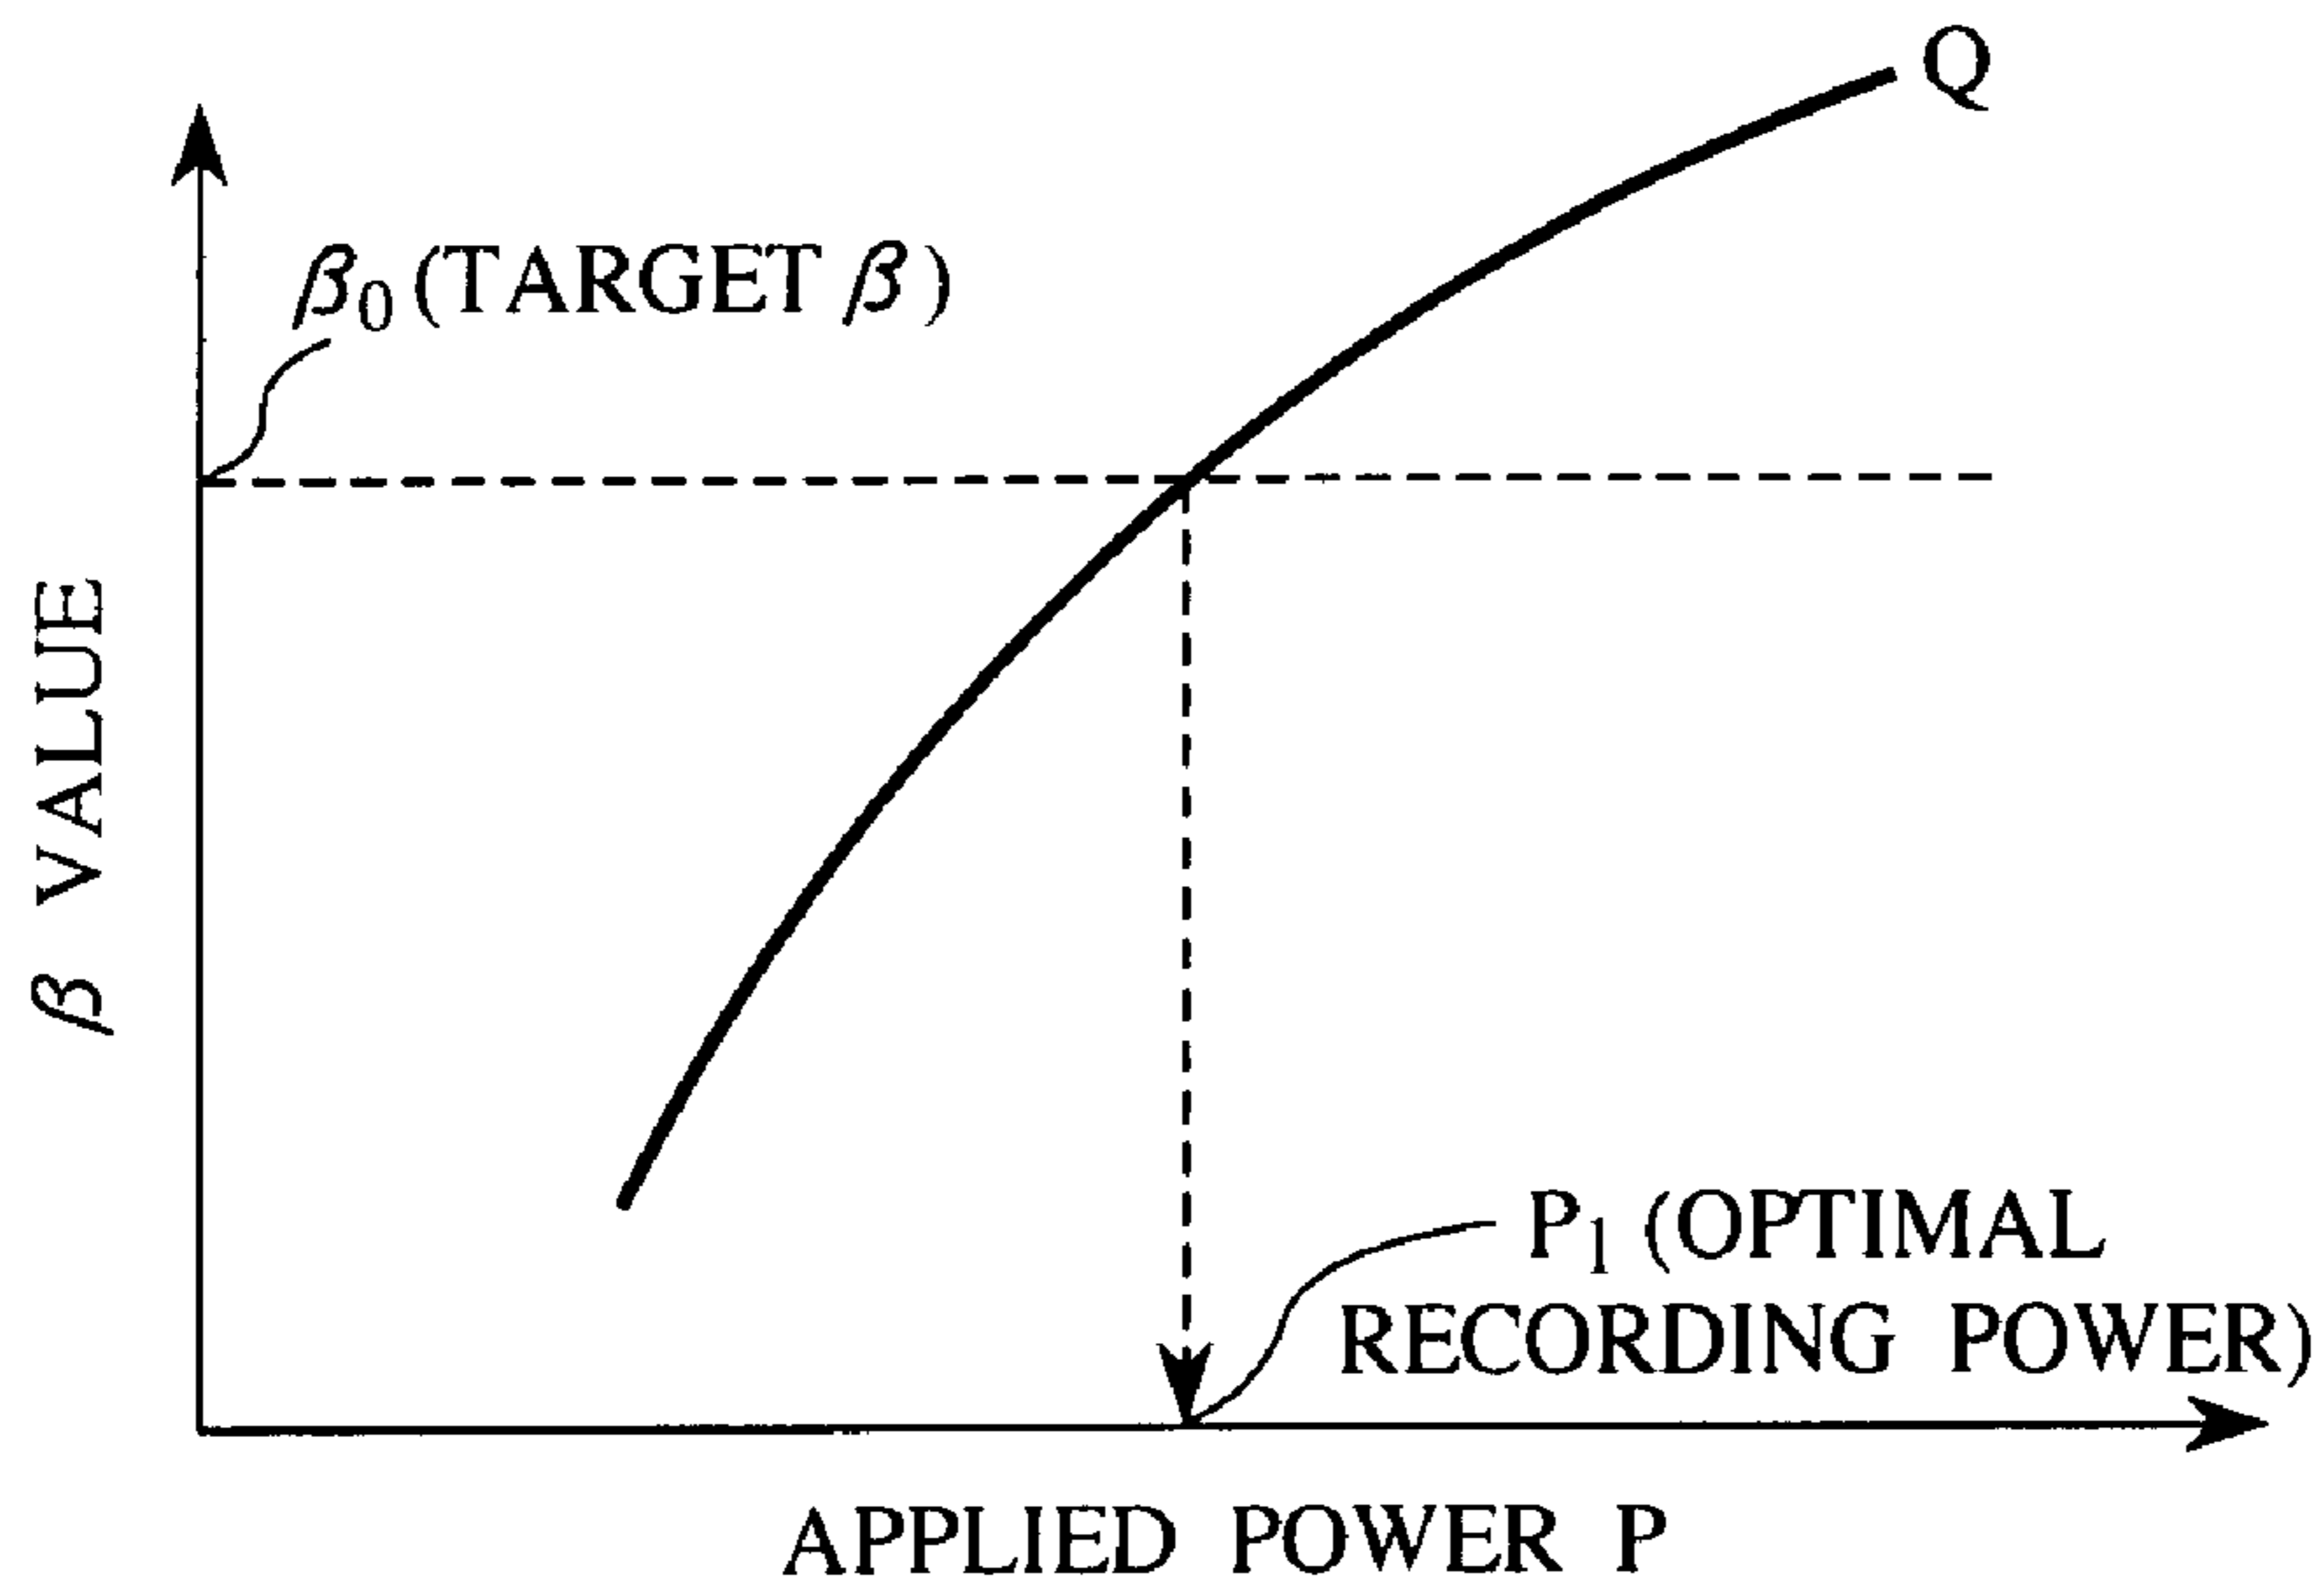 Q
β₀ (TARGET β)
β VALUE
P₁ (OPTIMAL
RECORDING POWER)
APPLIED POWER P